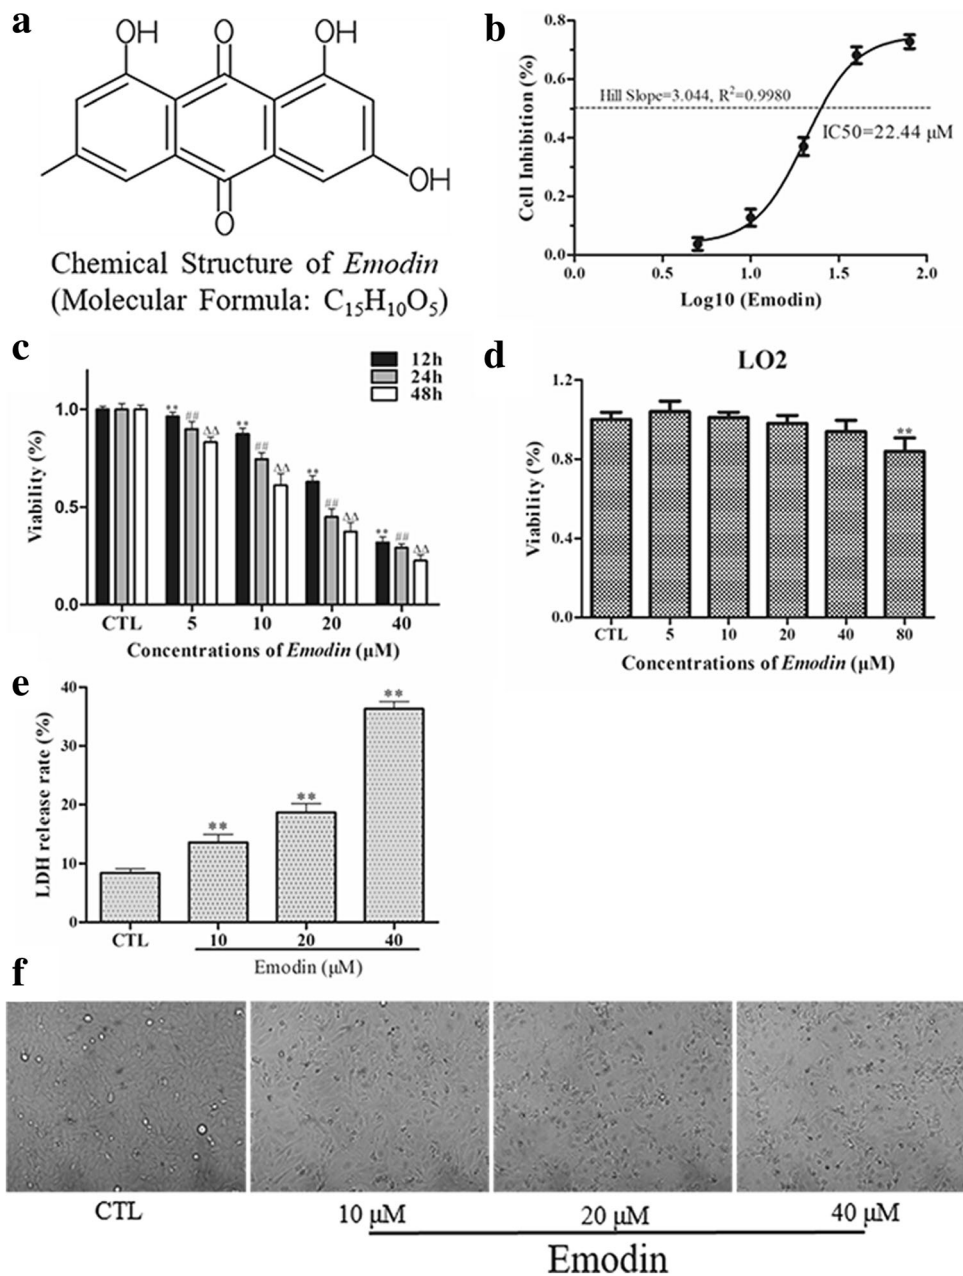 a
OH
O
OH
OH
O
Chemical Structure of Emodin
(Molecular Formula: C15H10O5)
b
Cell Inhibition (%)
0.8
0.6
0.4
0.2
0.0
Hill Slope=3.044, R²=0.9980
IC50=22.44 μM
0.0 0.5 1.0 1.5 2.0
Log10 (Emodin)
c
12h
24h
48h
Viability (%)
1.0
0.5
0.0
** ## ΔΔ
** ## ΔΔ
** ## ΔΔ
** ## ΔΔ
CTL 5 10 20 40
Concentrations of Emodin (μM)
d
LO2
Viability (%)
1.2
0.8
0.4
0.0
**
CTL 5 10 20 40 80
Concentrations of Emodin (μM)
e
LDH release rate (%)
40
30
20
10
0
** ** **
CTL 10 20 40
Emodin (μM)
f
CTL 10 μM 20 μM 40 μM
Emodin